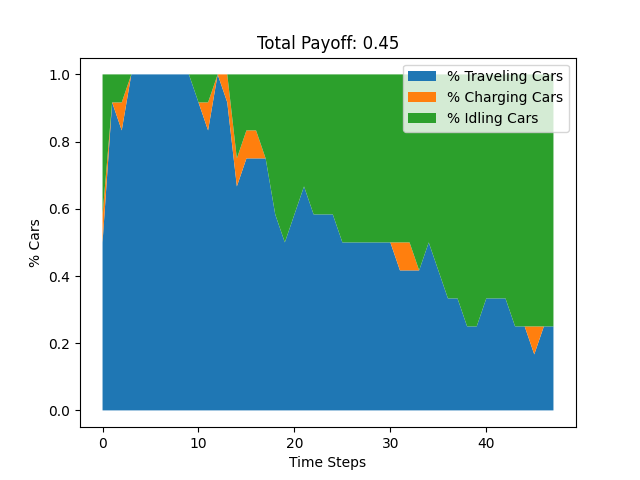 Total Payoff: 0.45
% Traveling Cars
% Charging Cars
% Idling Cars
% Cars
1.0
0.8
0.6
0.4
0.2
0.0
0 10 20 30 40
Time Steps